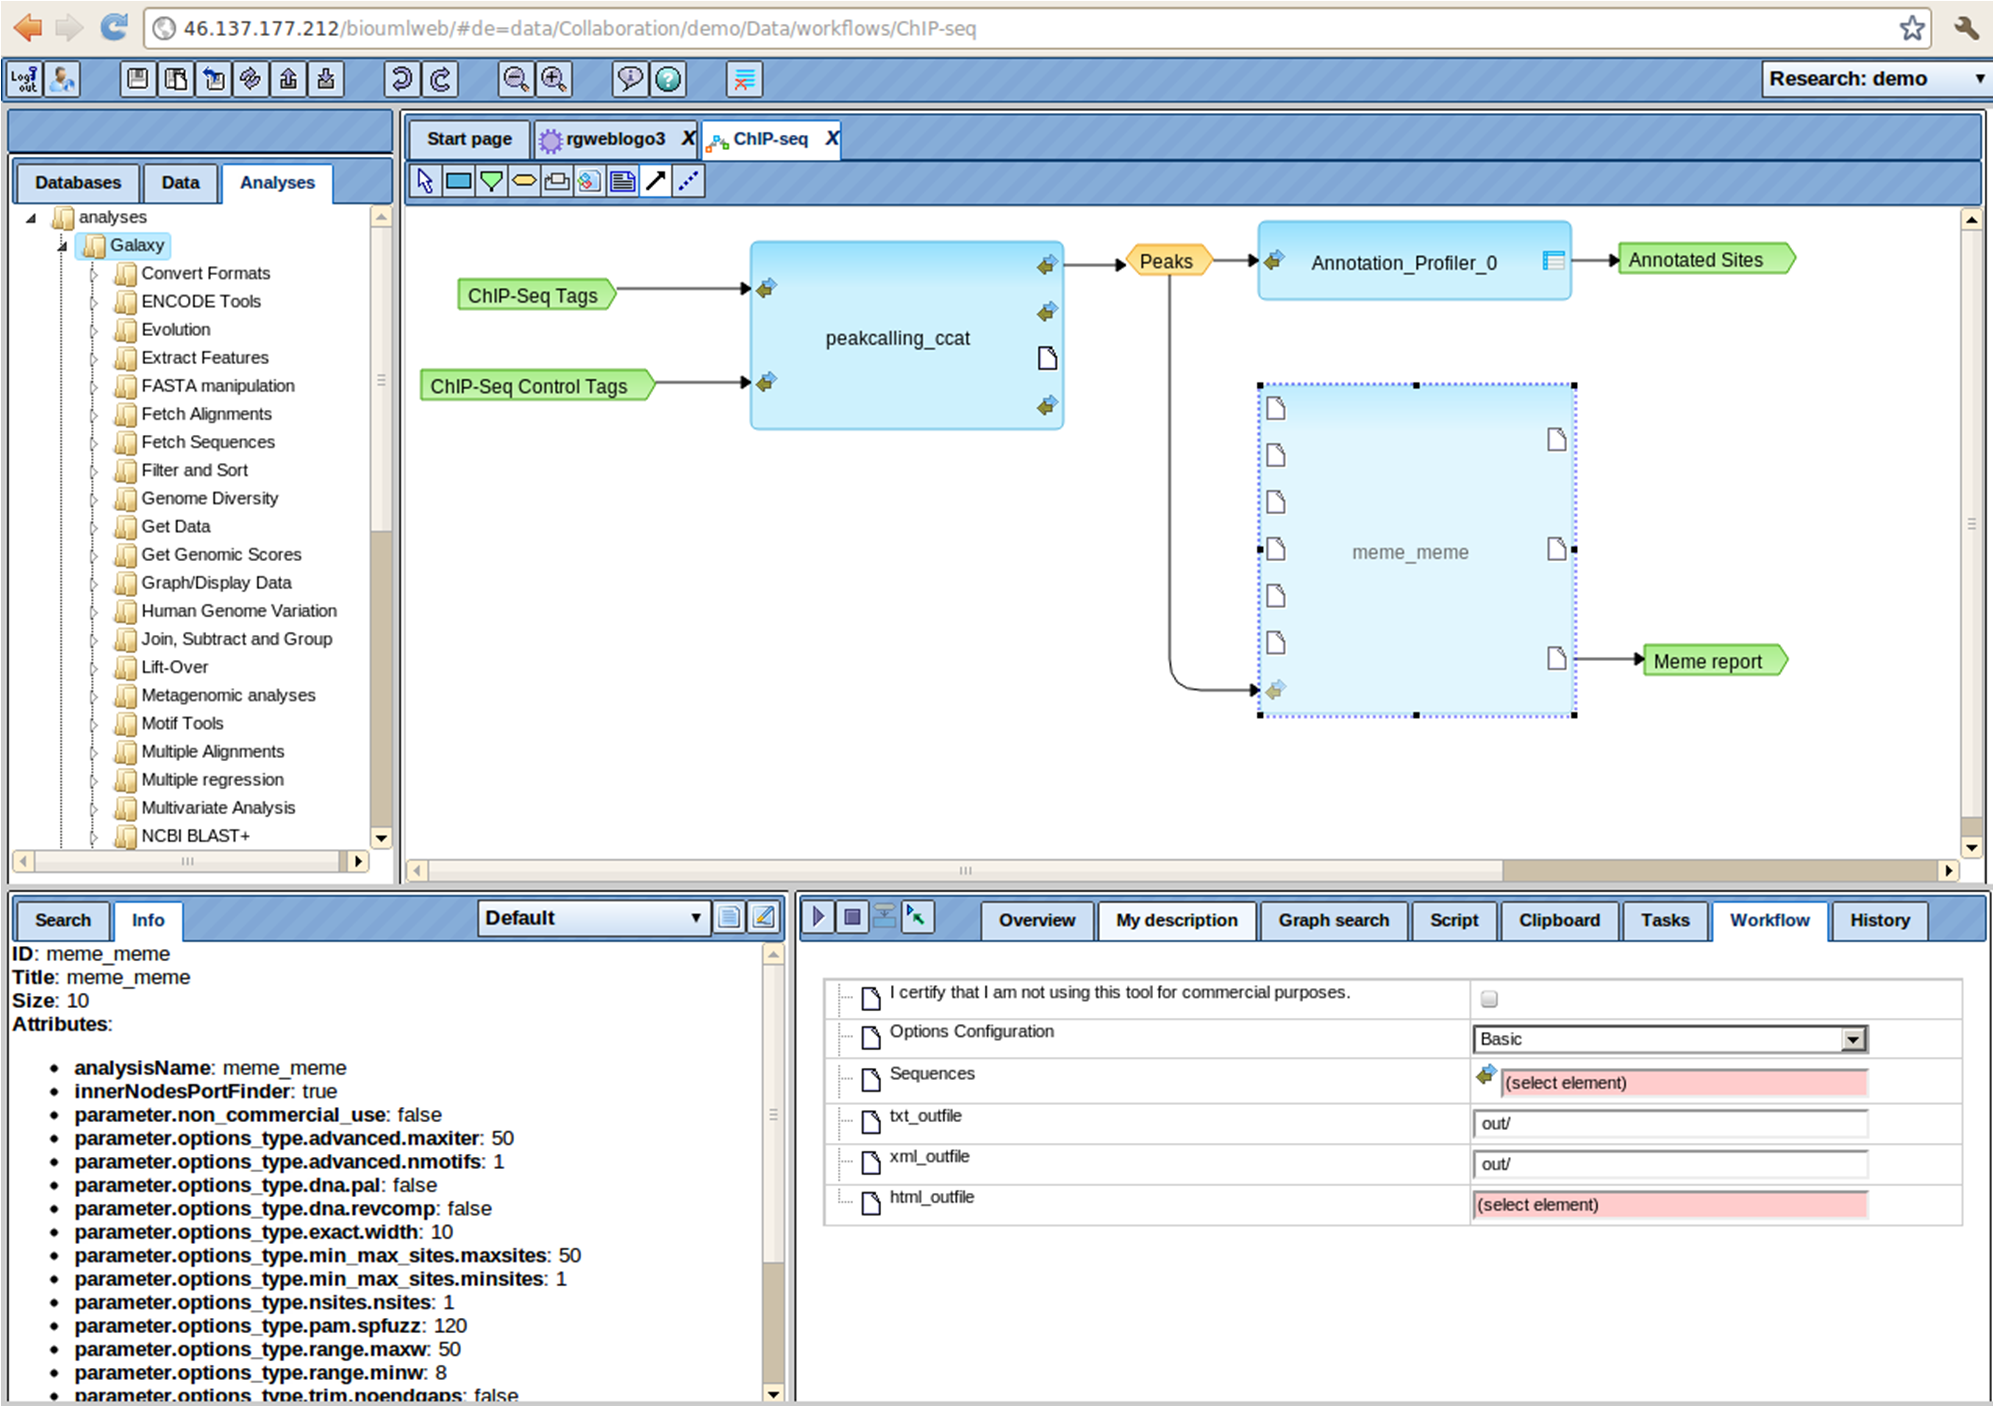 46.137.177.212/bioumlweb/#de=data/Collaboration/demo/Data/workflows/ChIP-seq
Log out
Research: demo
Start page
rgweblogo3 X
ChIP-seq X
Databases
Data
Analyses
analyses
Galaxy
Convert Formats
ENCODE Tools
Evolution
Extract Features
FASTA manipulation
Fetch Alignments
Fetch Sequences
Filter and Sort
Genome Diversity
Get Data
Get Genomic Scores
Graph/Display Data
Human Genome Variation
Join, Subtract and Group
Lift-Over
Metagenomic analyses
Motif Tools
Multiple Alignments
Multiple regression
Multivariate Analysis
NCBI BLAST+
ChIP-Seq Tags
ChIP-Seq Control Tags
peakcalling_ccat
Peaks
Annotation_Profiler_0
Annotated Sites
meme_meme
Meme report
Search
Info
Default
ID: meme_meme
Title: meme_meme
Size: 10
Attributes:
analysisName: meme_meme
innerNodesPortFinder: true
parameter.non_commercial_use: false
parameter.options_type.advanced.maxiter: 50
parameter.options_type.advanced.nmotifs: 1
parameter.options_type.dna.pal: false
parameter.options_type.dna.revcomp: false
parameter.options_type.exact.width: 10
parameter.options_type.min_max_sites.maxsites: 50
parameter.options_type.min_max_sites.minsites: 1
parameter.options_type.nsites.nsites: 1
parameter.options_type.pam.spfuzz: 120
parameter.options_type.range.maxw: 50
parameter.options_type.range.minw: 8
parameter.options_type.trim.noendgaps: false
Overview
My description
Graph search
Script
Clipboard
Tasks
Workflow
History
I certify that I am not using this tool for commercial purposes.
Options Configuration
Basic
Sequences
(select element)
txt_outfile
out/
xml_outfile
out/
html_outfile
(select element)